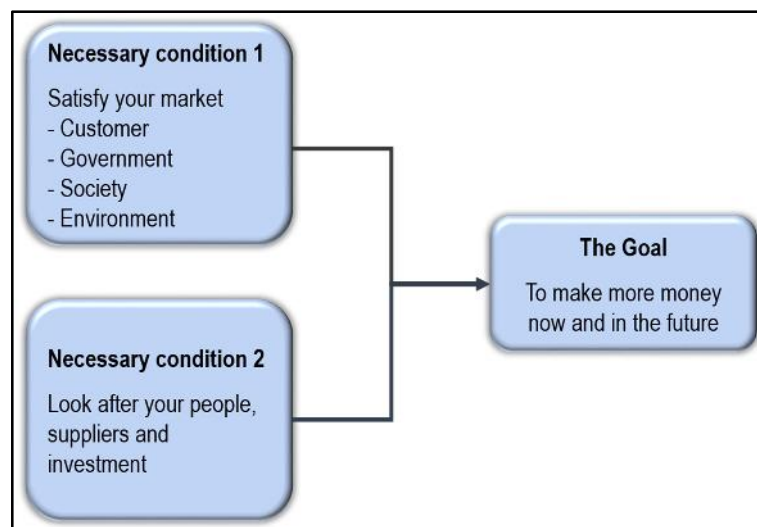 Necessary condition 1
Satisfy your market
- Customer
- Government
- Society
- Environment
Necessary condition 2
Look after your people,
suppliers and
investment
The Goal
To make more money
now and in the future